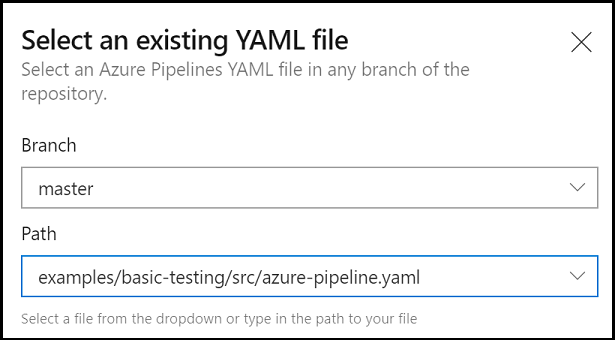 Select an existing YAML file
Select an Azure Pipelines YAML file in any branch of the
repository.
Branch
master
Path
examples/basic-testing/src/azure-pipeline.yaml
Select a file from the dropdown or type in the path to your file